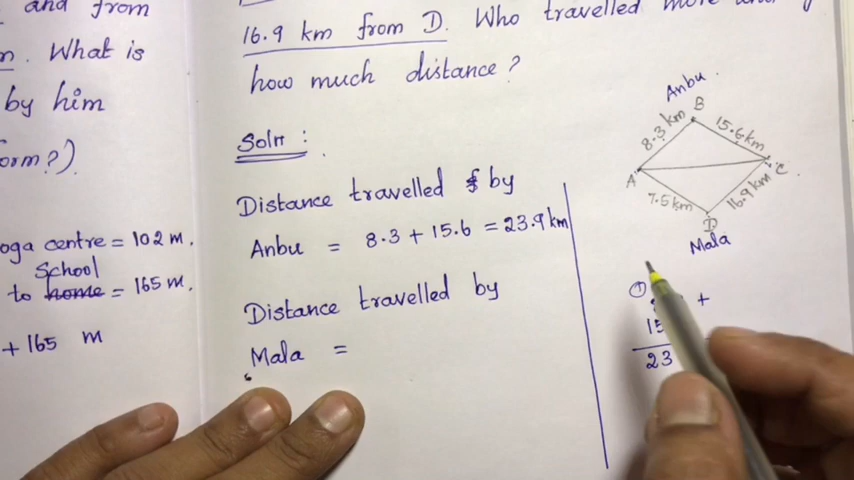 and from
n. What is
by him
orm?).
oga centre = 102 m.
School
to home = 165 m.
+ 165 m
16.9 km from D. Who travelled more and by
how much distance?
Soln :
Distance travelled by
Anbu = 8.3 + 15.6 = 23.9 km
Distance travelled by
Mala =
Anbu.
B
8.3 km
15.6 km
A
C
7.5 km
16.9 km
D
Mala
1
+
15
23